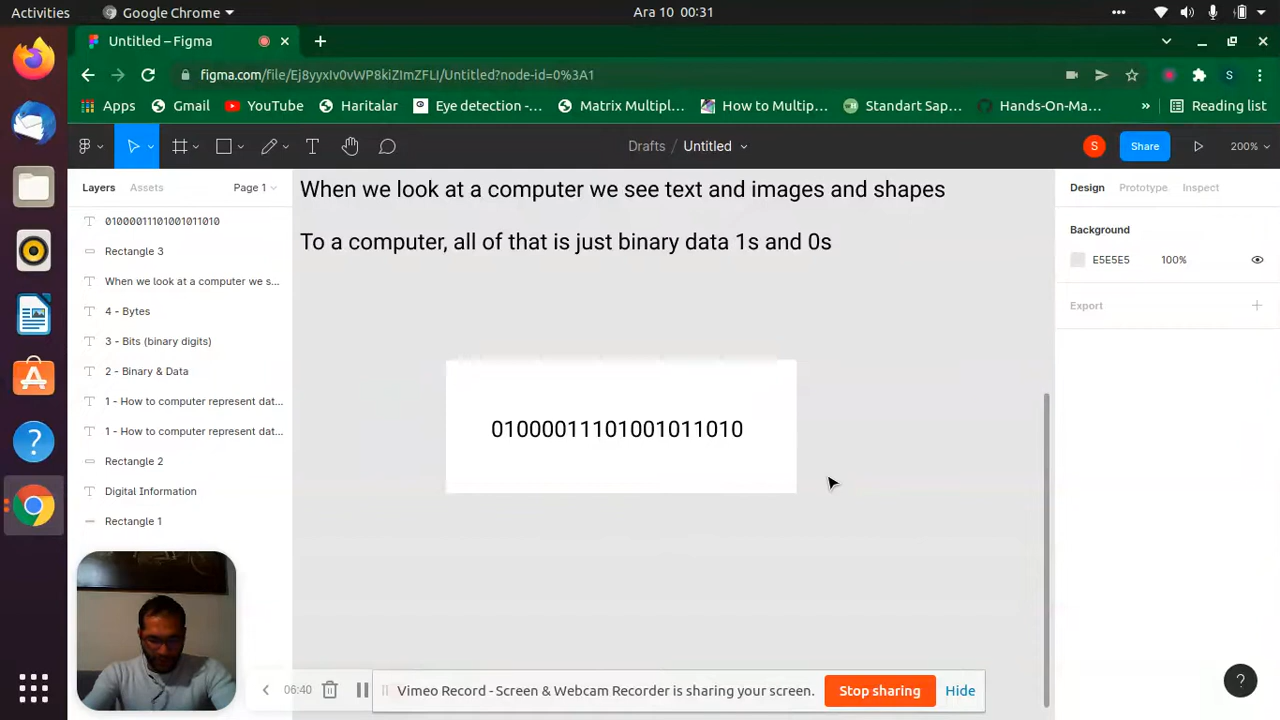 Activities
Google Chrome
Ara 10 00:31
Untitled – Figma
figma.com/file/Ej8yyxIv0vWP8kiZImZFLI/Untitled?node-id=0%3A1
S
Apps
Gmail
YouTube
Haritalar
Eye detection -...
Matrix Multipl...
How to Multip...
Standart Sap...
Hands-On-Ma...
»
Reading list
Drafts
Untitled
S
Share
200%
Layers
Assets
Page 1
Design
Prototype
Inspect
When we look at a computer we see text and images and shapes
To a computer, all of that is just binary data 1s and 0s
01000011101001011010
01000011101001011010
Rectangle 3
When we look at a computer we s...
4 - Bytes
3 - Bits (binary digits)
2 - Binary & Data
1 - How to computer represent dat...
1 - How to computer represent dat...
Rectangle 2
Digital Information
Rectangle 1
Background
E5E5E5
100%
Export
06:40
Vimeo Record - Screen & Webcam Recorder is sharing your screen.
Stop sharing
Hide
?